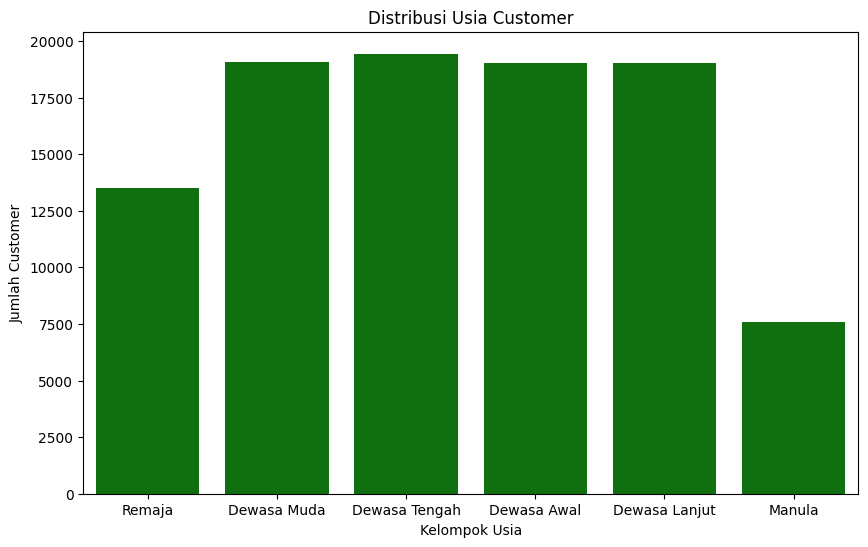 Distribusi Usia Customer
Jumlah Customer
20000
17500
15000
12500
10000
7500
5000
2500
0
Remaja
Dewasa Muda
Dewasa Tengah
Dewasa Awal
Dewasa Lanjut
Manula
Kelompok Usia